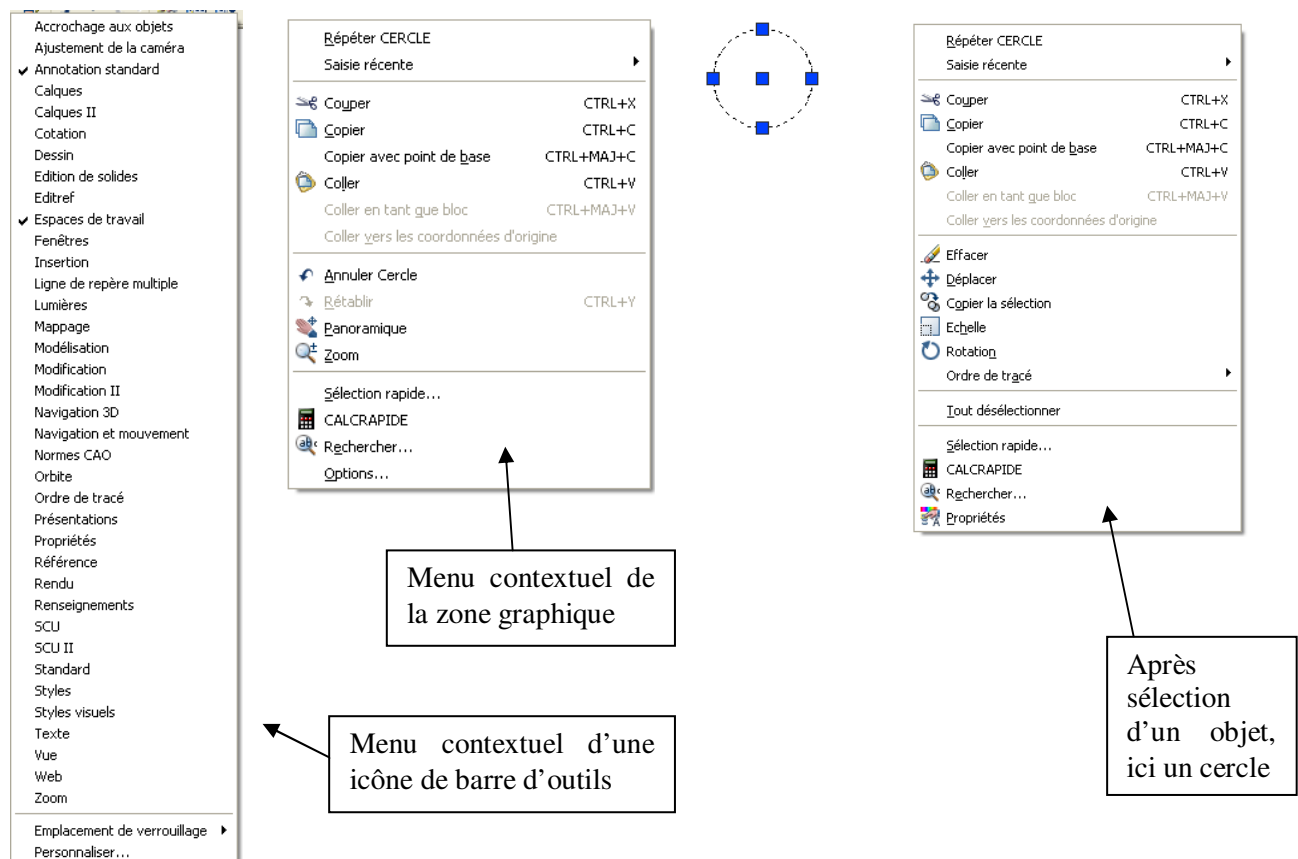 Accrochage aux objets
Ajustement de la caméra
Annotation standard
Calques
Calques II
Cotation
Dessin
Edition de solides
Editref
Espaces de travail
Fenêtres
Insertion
Ligne de repère multiple
Lumières
Mappage
Modélisation
Modification
Modification II
Navigation 3D
Navigation et mouvement
Normes CAO
Orbite
Ordre de tracé
Présentations
Propriétés
Référence
Rendu
Renseignements
SCU
SCU II
Standard
Styles
Styles visuels
Texte
Vue
Web
Zoom
Emplacement de verrouillage
Personnaliser...
Répéter CERCLE
Saisie récente
Couper CTRL+X
Copier CTRL+C
Copier avec point de base CTRL+MAJ+C
Coller CTRL+V
Coller en tant que bloc CTRL+MAJ+V
Coller vers les coordonnées d'origine
Annuler Cercle
Rétablir CTRL+Y
Panoramique
Zoom
Sélection rapide...
CALCRAPIDE
Rechercher...
Options...
Menu contextuel de
la zone graphique
Menu contextuel d'une
icône de barre d'outils
Répéter CERCLE
Saisie récente
Couper CTRL+X
Copier CTRL+C
Copier avec point de base CTRL+MAJ+C
Coller CTRL+V
Coller en tant que bloc CTRL+MAJ+V
Coller vers les coordonnées d'origine
Effacer
Déplacer
Copier la sélection
Echelle
Rotation
Ordre de tracé
Tout désélectionner
Sélection rapide...
CALCRAPIDE
Rechercher...
Propriétés
Après
sélection
d'un objet,
ici un cercle